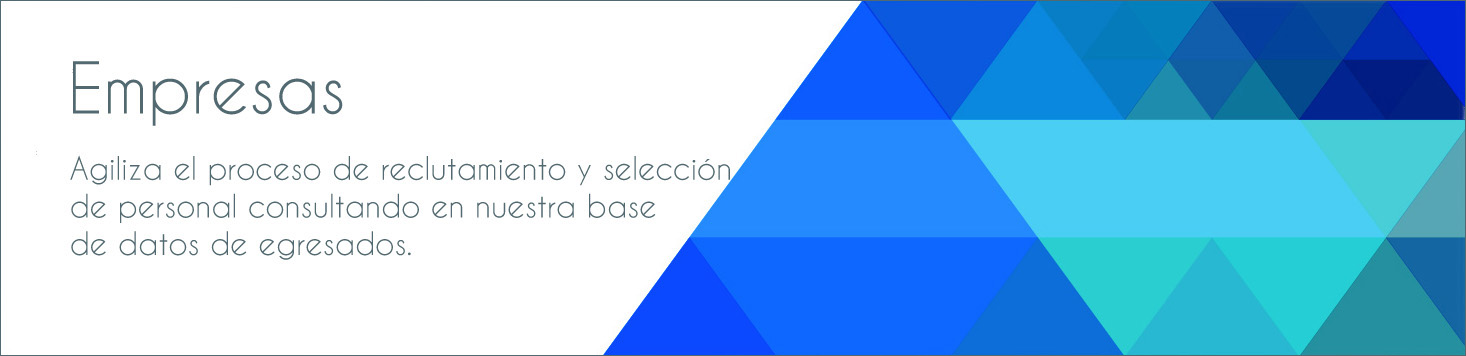 Empresas
Agiliza el proceso de reclutamiento y selección
de personal consultando en nuestra base
de datos de egresados.